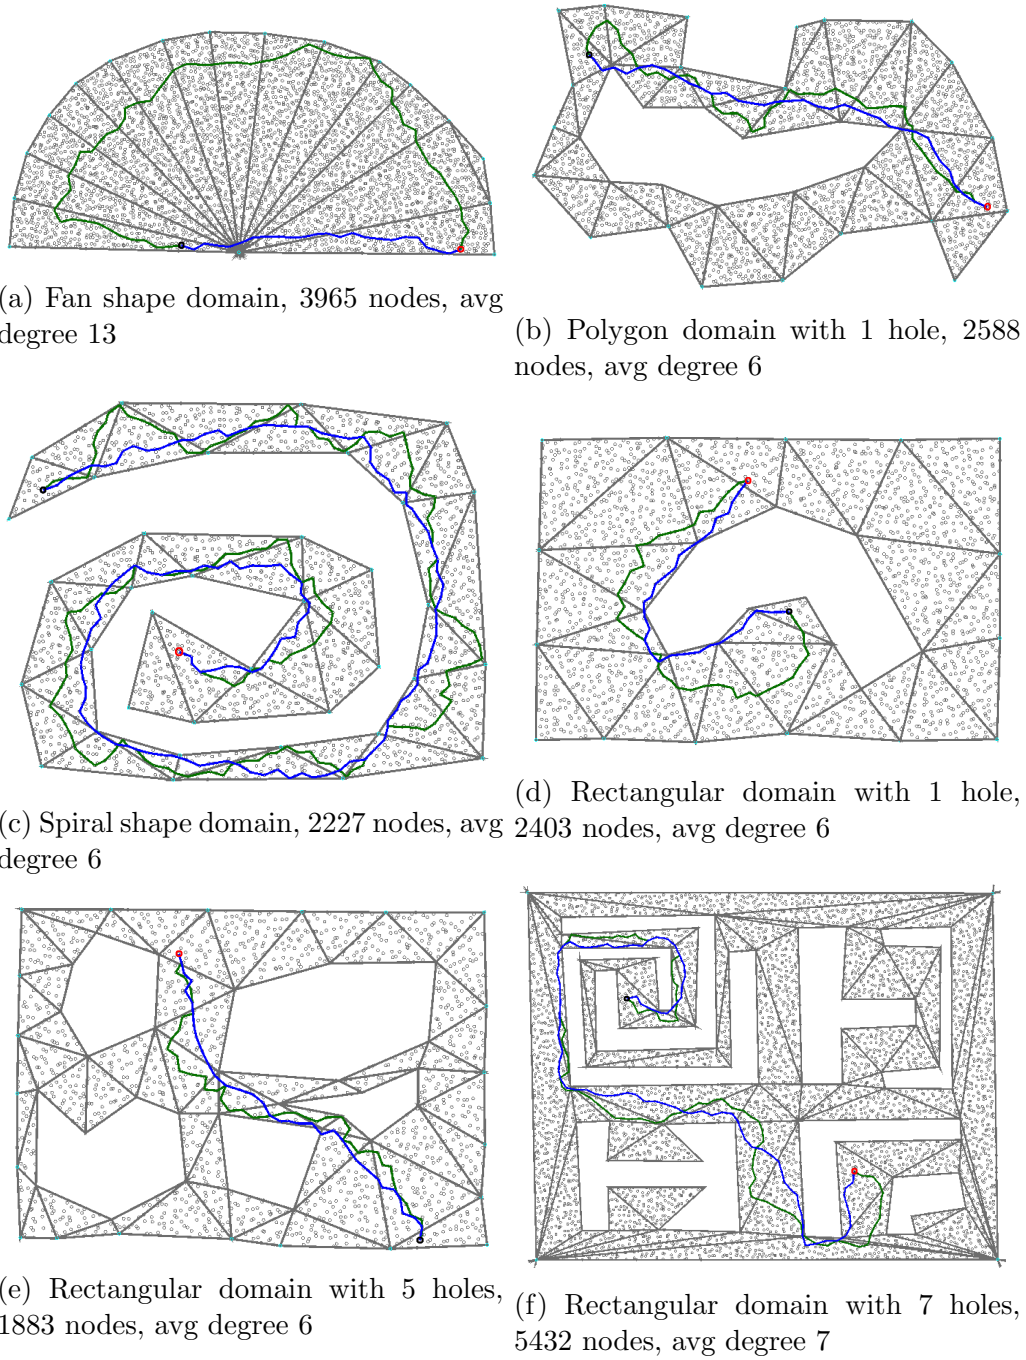 (a) Fan shape domain, 3965 nodes, avg
degree 13
(b) Polygon domain with 1 hole, 2588
nodes, avg degree 6
(c) Spiral shape domain, 2227 nodes, avg
degree 6
(d) Rectangular domain with 1 hole,
2403 nodes, avg degree 6
(e) Rectangular domain with 5 holes,
1883 nodes, avg degree 6
(f) Rectangular domain with 7 holes,
5432 nodes, avg degree 7